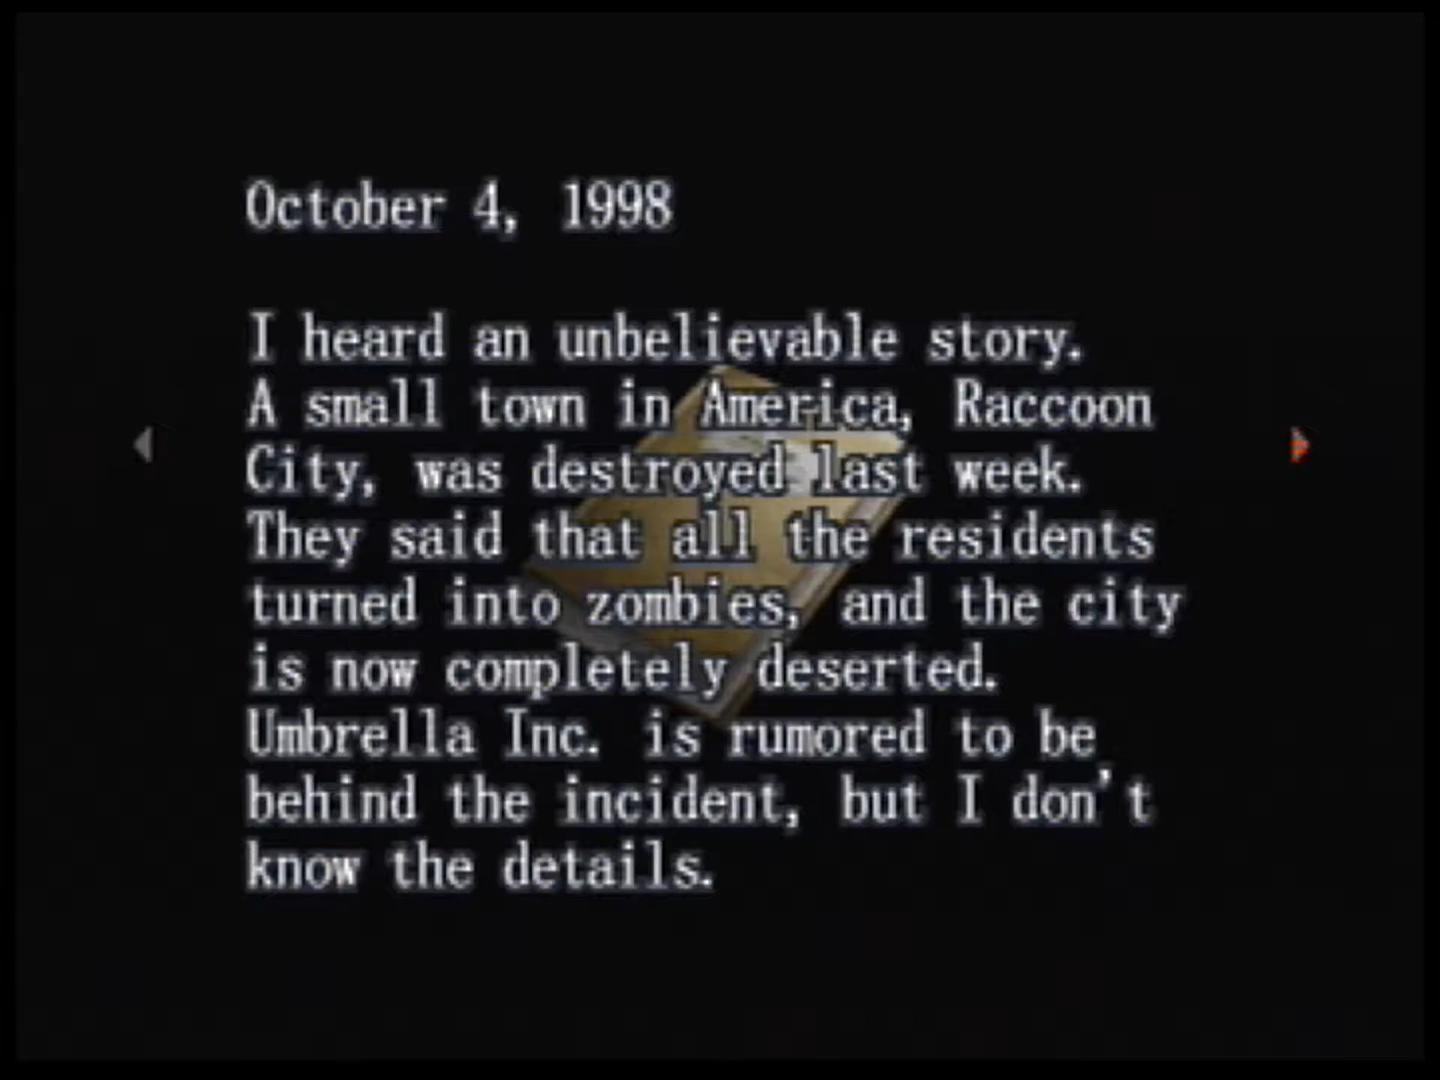 October 4, 1998
I heard an unbelievable story.
A small town in America, Raccoon
City, was destroyed last week.
They said that all the residents
turned into zombies, and the city
is now completely deserted.
Umbrella Inc. is rumored to be
behind the incident, but I don't
know the details.